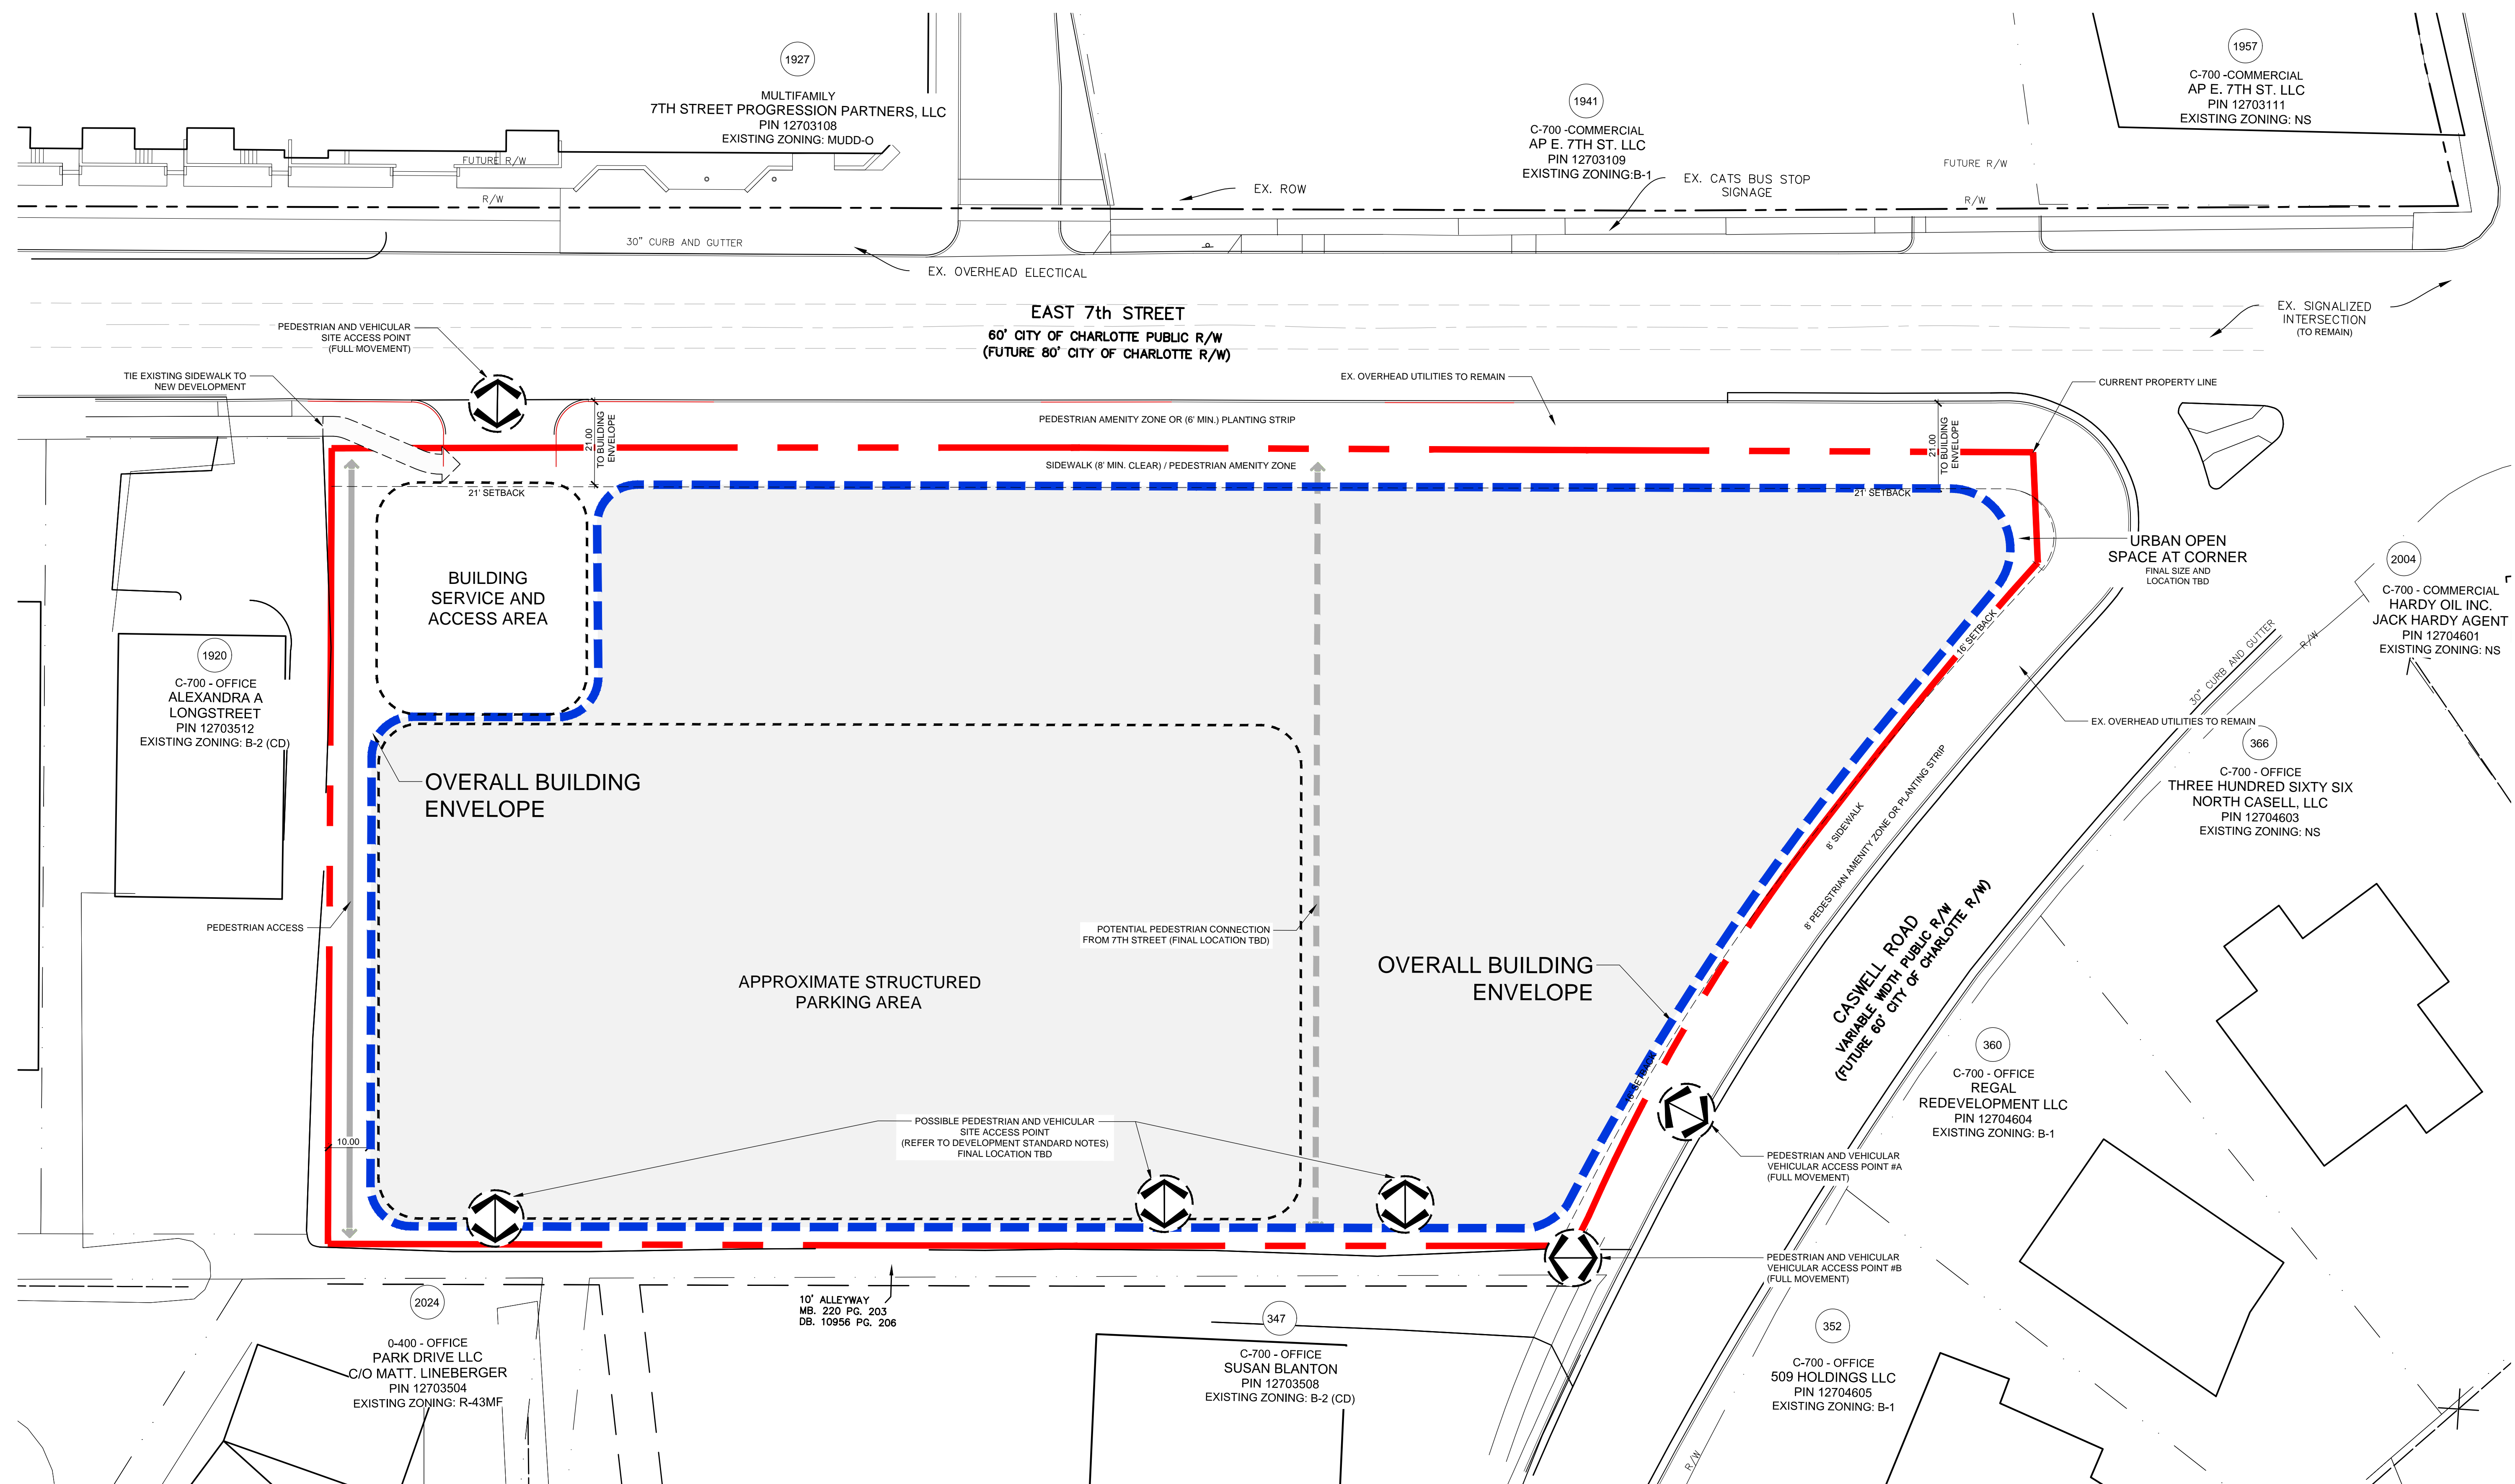 1927
MULTIFAMILY
7TH STREET PROGRESSION PARTNERS, LLC
PIN 12703108
EXISTING ZONING: MUDD-O
1941
C-700 -COMMERCIAL
AP E. 7TH ST. LLC
PIN 12703109
EXISTING ZONING:B-1
1957
C-700 -COMMERCIAL
AP E. 7TH ST. LLC
PIN 12703111
EXISTING ZONING: NS
FUTURE R/W
R/W
EX. ROW
EX. CATS BUS STOP
SIGNAGE
FUTURE R/W
R/W
30" CURB AND GUTTER
EX. OVERHEAD ELECTICAL
EAST 7th STREET
60' CITY OF CHARLOTTE PUBLIC R/W
(FUTURE 80' CITY OF CHARLOTTE R/W)
EX. SIGNALIZED
INTERSECTION
(TO REMAIN)
PEDESTRIAN AND VEHICULAR
SITE ACCESS POINT
(FULL MOVEMENT)
TIE EXISTING SIDEWALK TO
NEW DEVELOPMENT
EX. OVERHEAD UTILITIES TO REMAIN
CURRENT PROPERTY LINE
PEDESTRIAN AMENITY ZONE OR (6' MIN.) PLANTING STRIP
21.00
TO BUILDING
ENVELOPE
21.00
TO BUILDING
ENVELOPE
SIDEWALK (8' MIN. CLEAR) / PEDESTRIAN AMENITY ZONE
21' SETBACK
21' SETBACK
URBAN OPEN
SPACE AT CORNER
FINAL SIZE AND
LOCATION TBD
BUILDING
SERVICE AND
ACCESS AREA
2004
C-700 - COMMERCIAL
HARDY OIL INC.
JACK HARDY AGENT
PIN 12704601
EXISTING ZONING: NS
16' SETBACK
30" CURB AND GUTTER
R/W
1920
C-700 - OFFICE
ALEXANDRA A
LONGSTREET
PIN 12703512
EXISTING ZONING: B-2 (CD)
EX. OVERHEAD UTILITIES TO REMAIN
366
C-700 - OFFICE
THREE HUNDRED SIXTY SIX
NORTH CASELL, LLC
PIN 12704603
EXISTING ZONING: NS
OVERALL BUILDING
ENVELOPE
8' SIDEWALK
8' PEDESTRIAN AMENITY ZONE OR PLANTING STRIP
PEDESTRIAN ACCESS
POTENTIAL PEDESTRIAN CONNECTION
FROM 7TH STREET (FINAL LOCATION TBD)
OVERALL BUILDING
ENVELOPE
APPROXIMATE STRUCTURED
PARKING AREA
CASWELL ROAD
VARIABLE WIDTH PUBLIC R/W
(FUTURE 60' CITY OF CHARLOTTE R/W)
16' SETBACK
360
C-700 - OFFICE
REGAL
REDEVELOPMENT LLC
PIN 12704604
EXISTING ZONING: B-1
10.00
POSSIBLE PEDESTRIAN AND VEHICULAR
SITE ACCESS POINT
(REFER TO DEVELOPMENT STANDARD NOTES)
FINAL LOCATION TBD
PEDESTRIAN AND VEHICULAR
VEHICULAR ACCESS POINT #A
(FULL MOVEMENT)
PEDESTRIAN AND VEHICULAR
VEHICULAR ACCESS POINT #B
(FULL MOVEMENT)
2024
0-400 - OFFICE
PARK DRIVE LLC
C/O MATT. LINEBERGER
PIN 12703504
EXISTING ZONING: R-43MF
10' ALLEYWAY
MB. 220 PG. 203
DB. 10956 PG. 206
347
C-700 - OFFICE
SUSAN BLANTON
PIN 12703508
EXISTING ZONING: B-2 (CD)
352
C-700 - OFFICE
509 HOLDINGS LLC
PIN 12704605
EXISTING ZONING: B-1
R/W